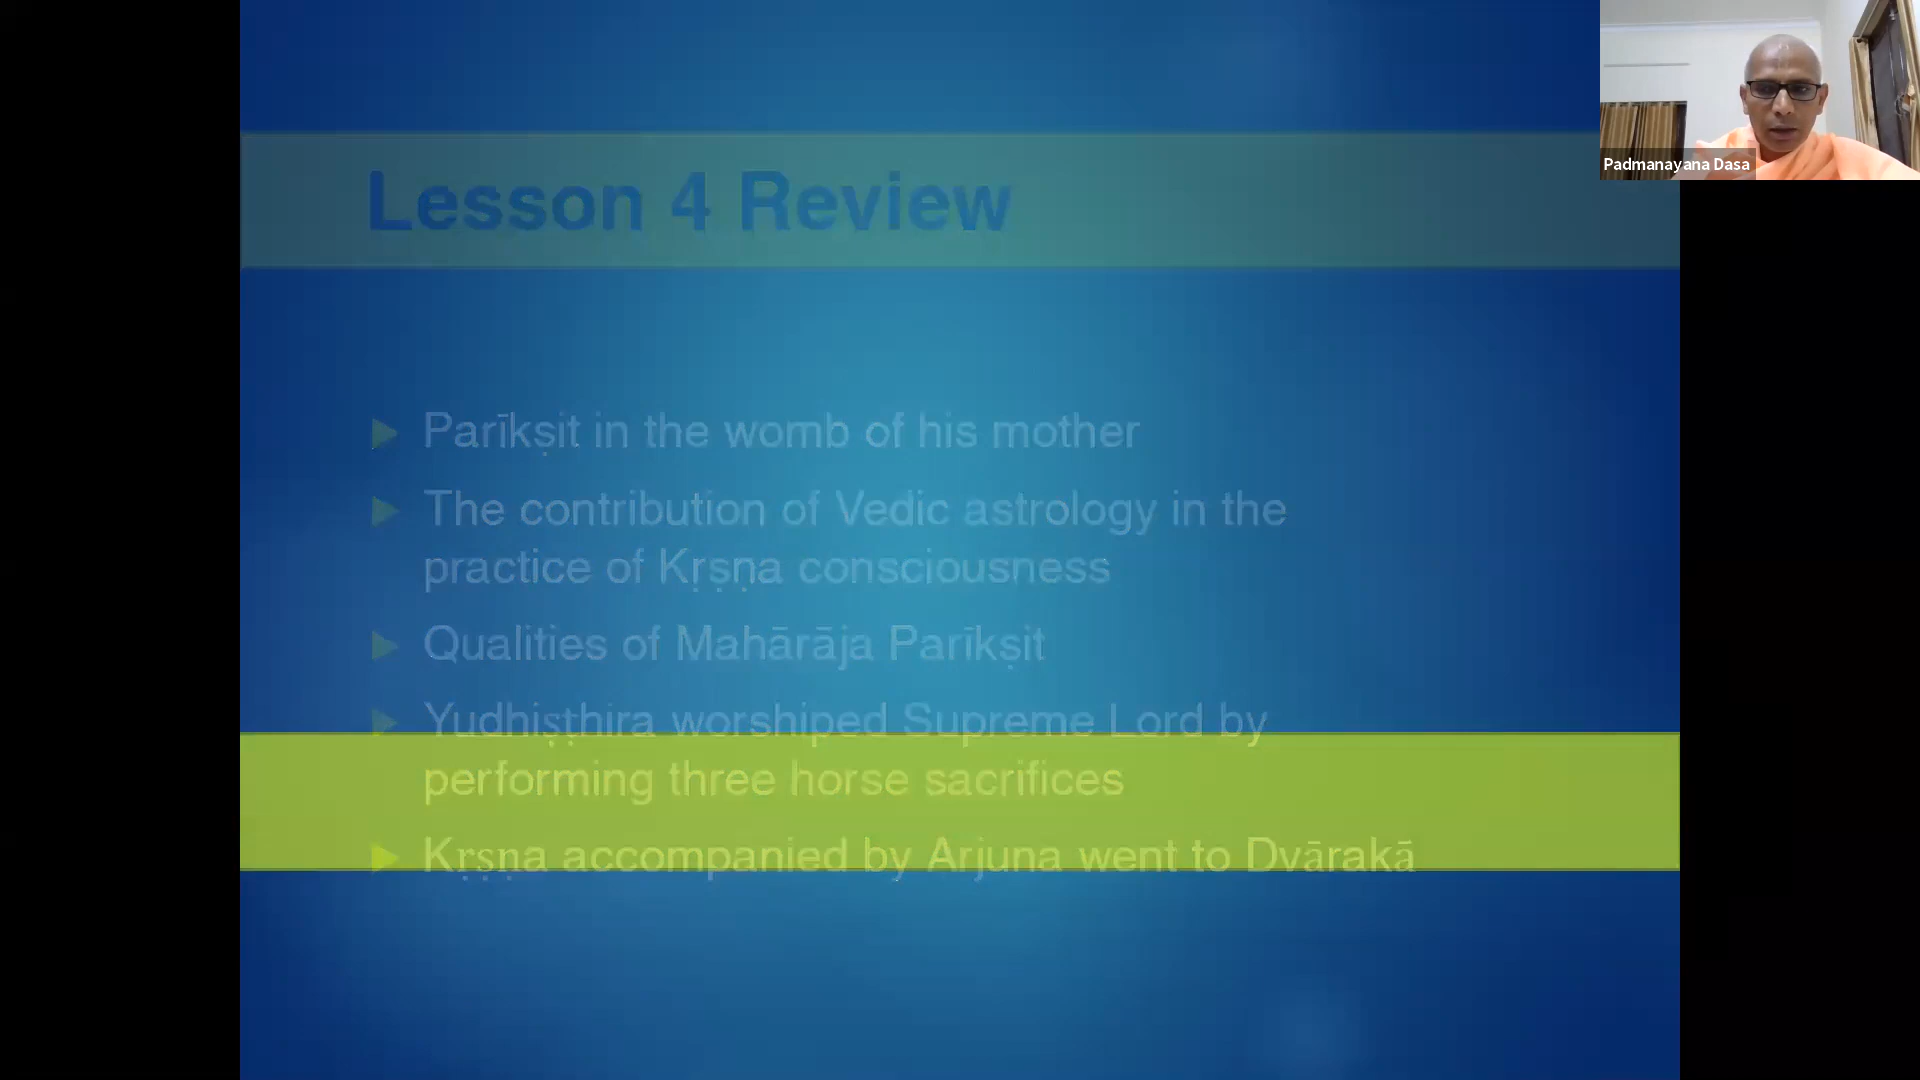 Lesson 4 Review
Padmanayana Dasa
Parīkṣit in the womb of his mother
The contribution of Vedic astrology in the
practice of Kṛṣṇa consciousness
Qualities of Mahārāja Parīkṣit
Yudhiṣṭhira worshiped Supreme Lord by
performing three horse sacrifices
Kṛṣṇa accompanied by Arjuna went to Dvārakā